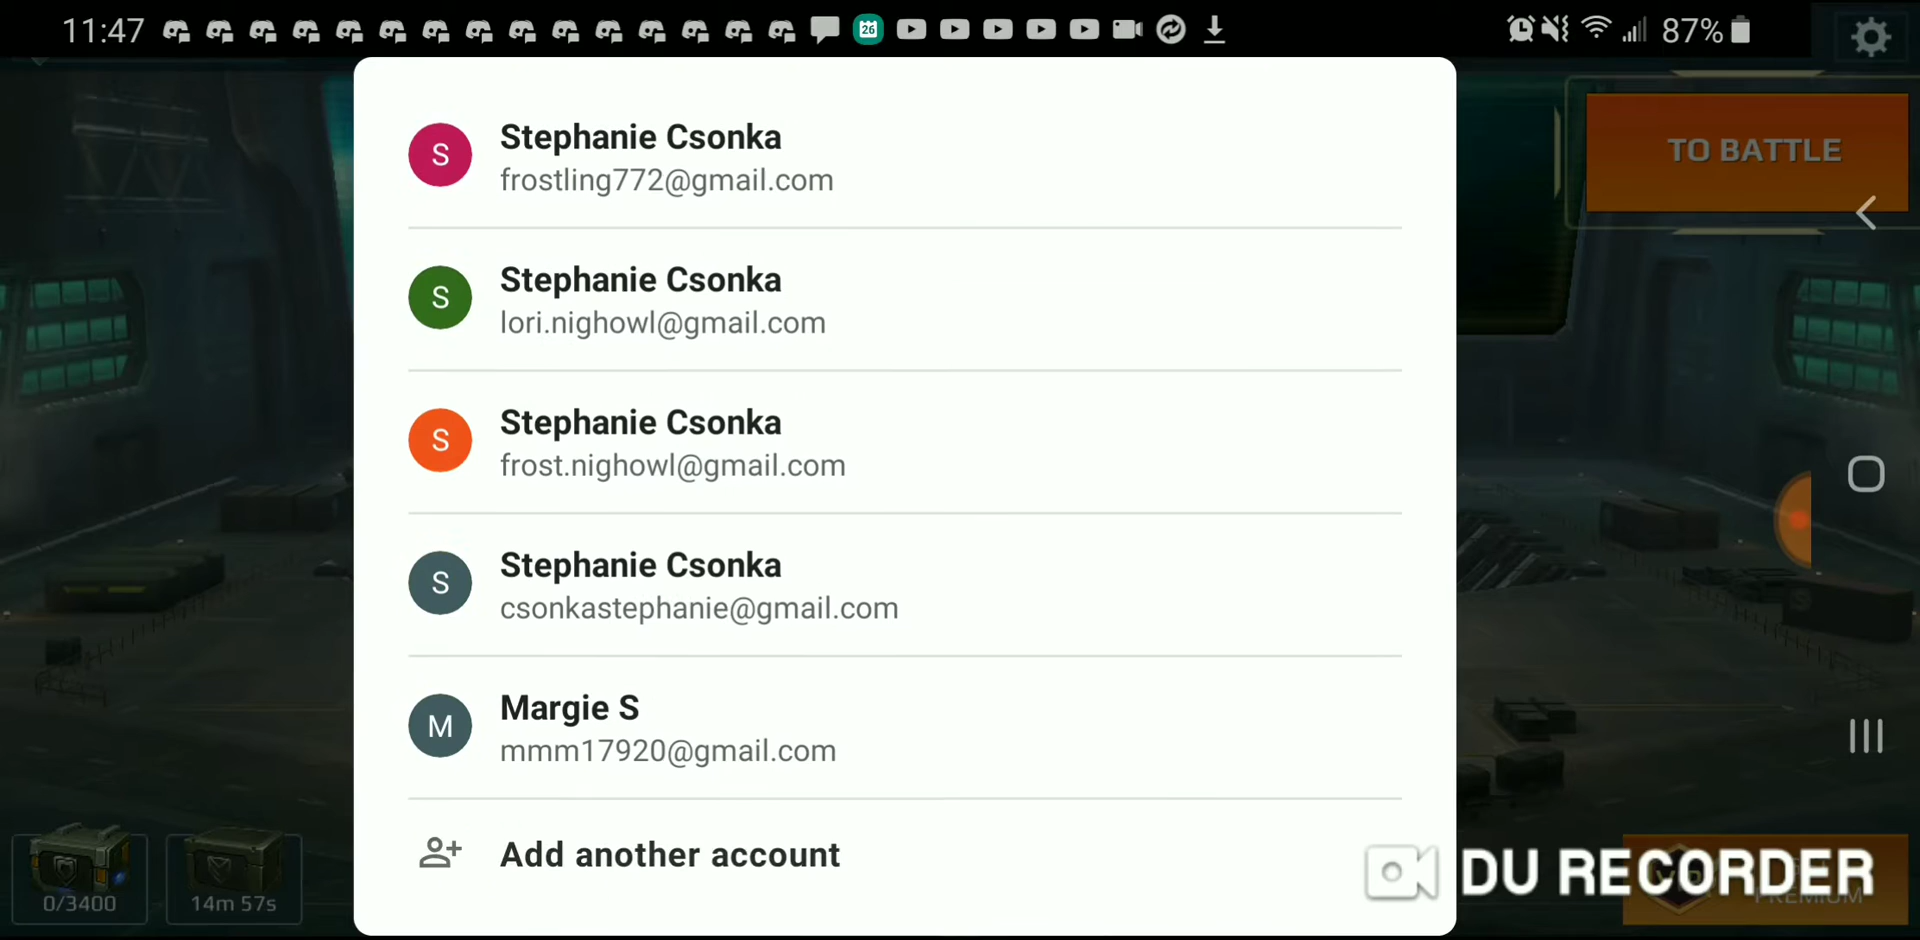 11:47
26
87%
TO BATTLE
S
Stephanie Csonka
frostling772@gmail.com
S
Stephanie Csonka
lori.nighowl@gmail.com
S
Stephanie Csonka
frost.nighowl@gmail.com
S
Stephanie Csonka
csonkastephanie@gmail.com
M
Margie S
mmm17920@gmail.com
Add another account
0/3400
14m 57s
DU RECORDER
PREMIUM